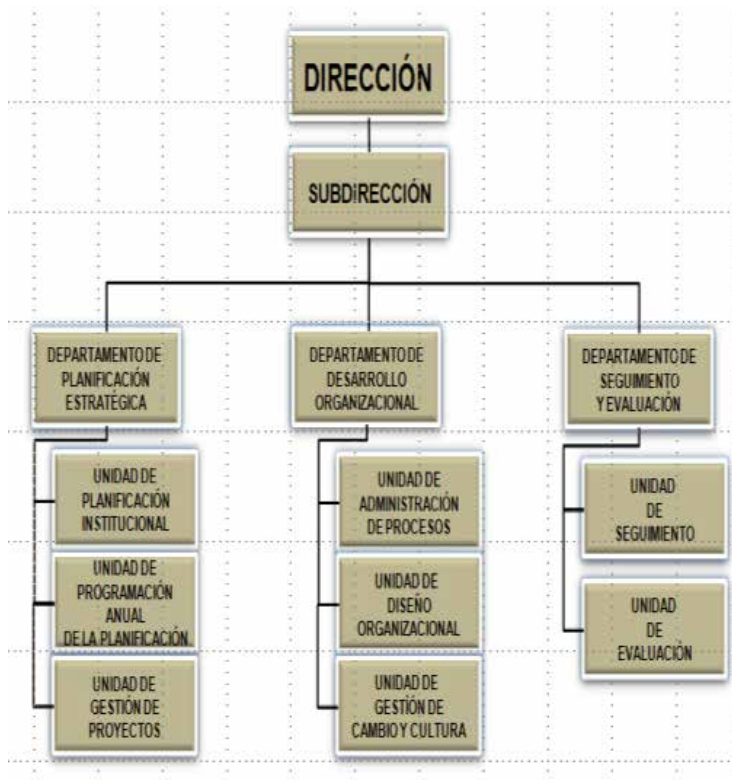 DIRECCIÓN
SUBDiRECCIÓN
DEPARTAMENTO DE
PLANIFICACIÓN
ESTRATÉGICA
UNIDAD DE
PLANIFICACIÓN
INSTITUCIONAL
UNIDAD DE
PROGRAMACIÓN
ANUAL
DE LA PLANIFICACIÓN.
UNIDAD DE
GESTIÓN DE
PROYECTOS
DEPARTAMENTO DE
DESARROLLO
ORGANIZACIONAL
UNIDAD DE
ADMINISTRACIÓN
DE PROCESOS
UNIDAD DE
DISEÑO
ORGANIZACIONAL
UNIDAD DE
GESTIÓN DE
CAMBIO Y CULTURA
DEPARTAMENTO DE
SEGUIMIENTO
Y EVALUACIÓN
UNIDAD
DE
SEGUIMIENTO
UNIDAD
DE
EVALUACIÓN